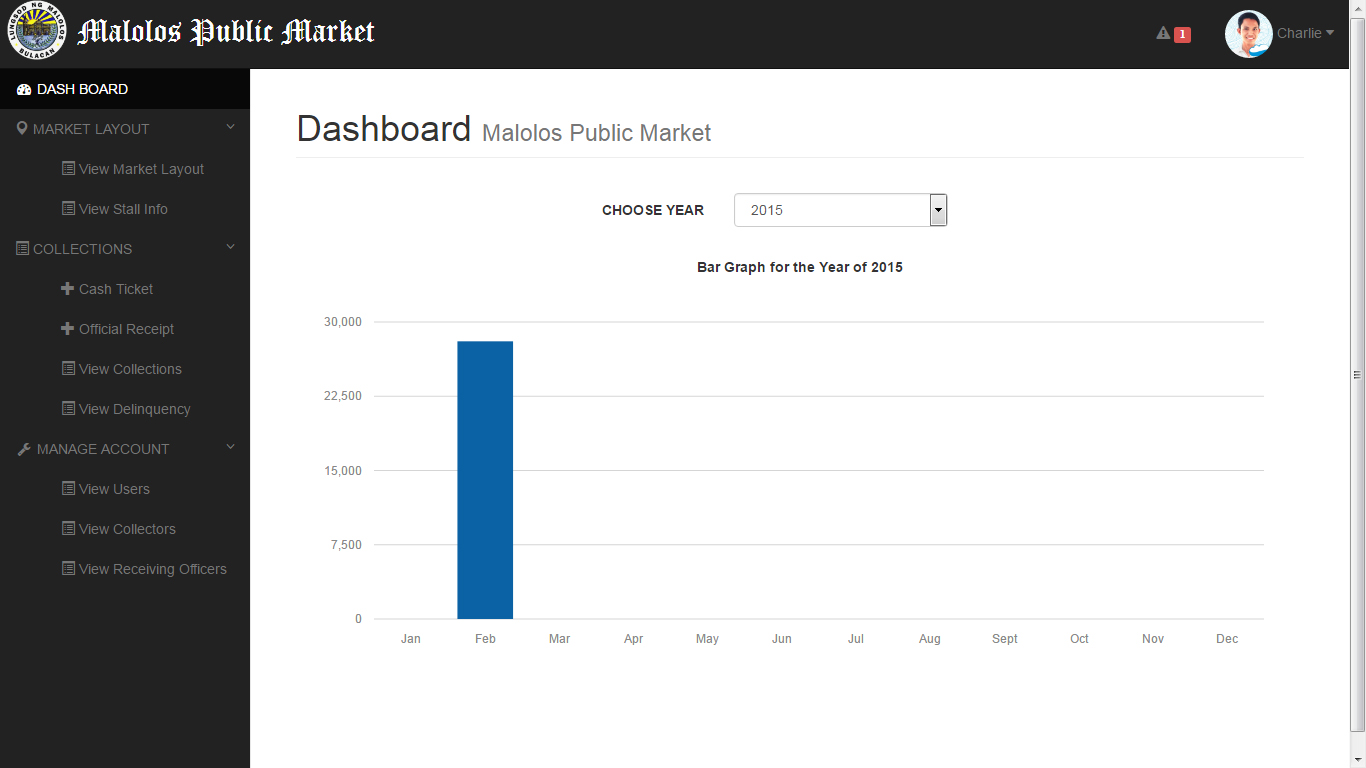 LUNGSOD NG MALOLOS
BULACAN
Malolos Public Market
1
Charlie
DASH BOARD
MARKET LAYOUT
View Market Layout
View Stall Info
COLLECTIONS
Cash Ticket
Official Receipt
View Collections
View Delinquency
MANAGE ACCOUNT
View Users
View Collectors
View Receiving Officers
Dashboard Malolos Public Market
CHOOSE YEAR 2015
Bar Graph for the Year of 2015
30,000
22,500
15,000
7,500
0
Jan Feb Mar Apr May Jun Jul Aug Sept Oct Nov Dec